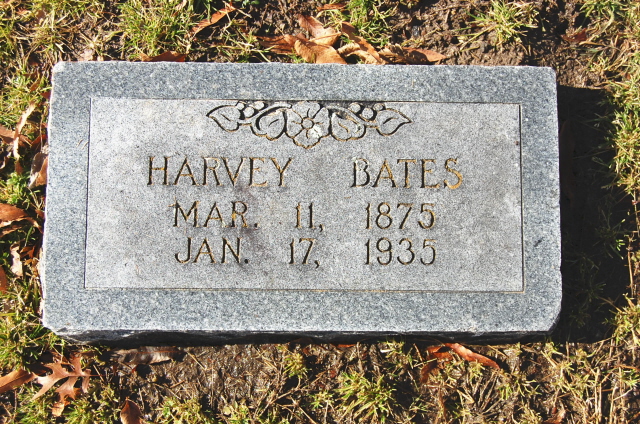 HARVEY BATES
MAR. 11, 1875
JAN. 17, 1935